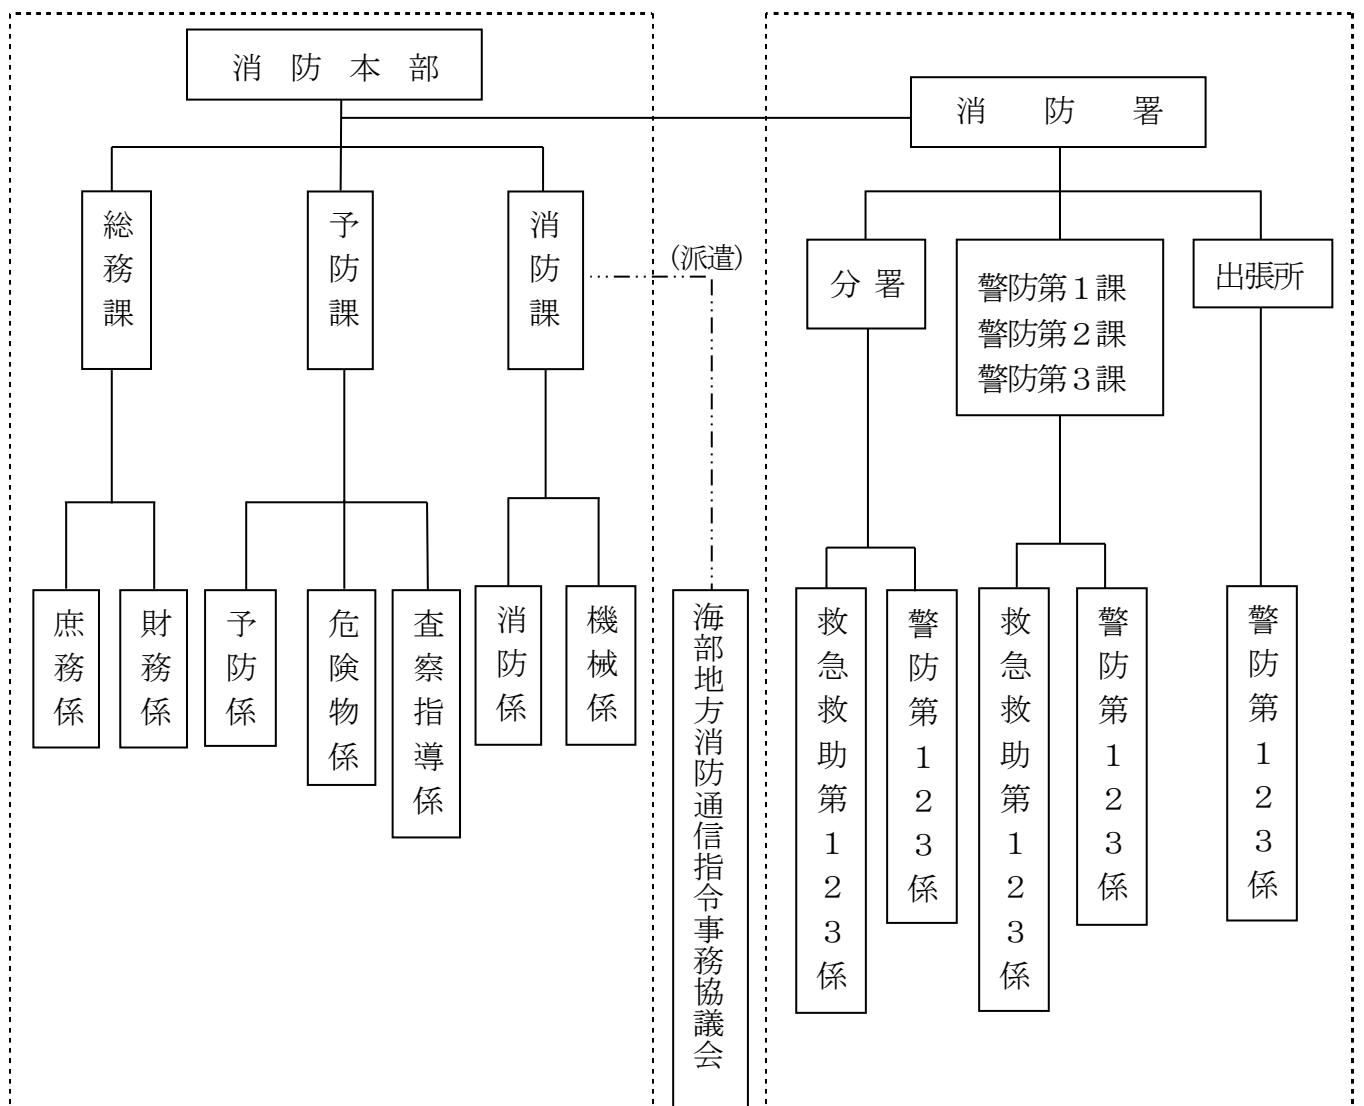 消防本部
消防署
総務課
予防課
消防課
(派遣)
分署
警防第１課
警防第２課
警防第３課
出張所
庶務係
財務係
予防係
危険物係
査察指導係
消防係
機械係
海部地方消防通信指令事務協議会
救急救助第１２３係
警防第１２３係
救急救助第１２３係
警防第１２３係
警防第１２３係